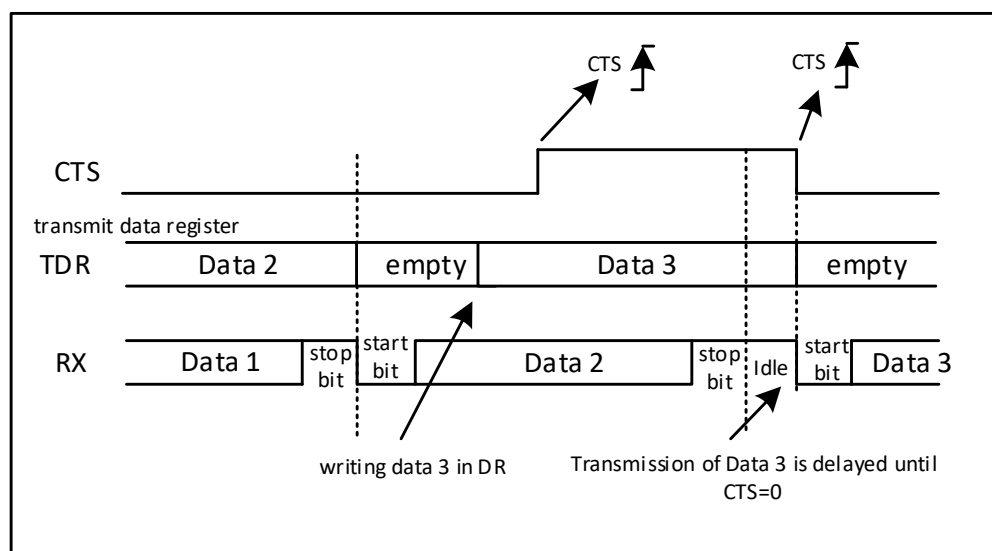 CTS
CTS
CTS
transmit data register
TDR
Data 2
empty
Data 3
empty
RX
Data 1
stop
bit
start
bit
Data 2
stop
bit
Idle
start
bit
Data 3
writing data 3 in DR
Transmission of Data 3 is delayed until
CTS=0